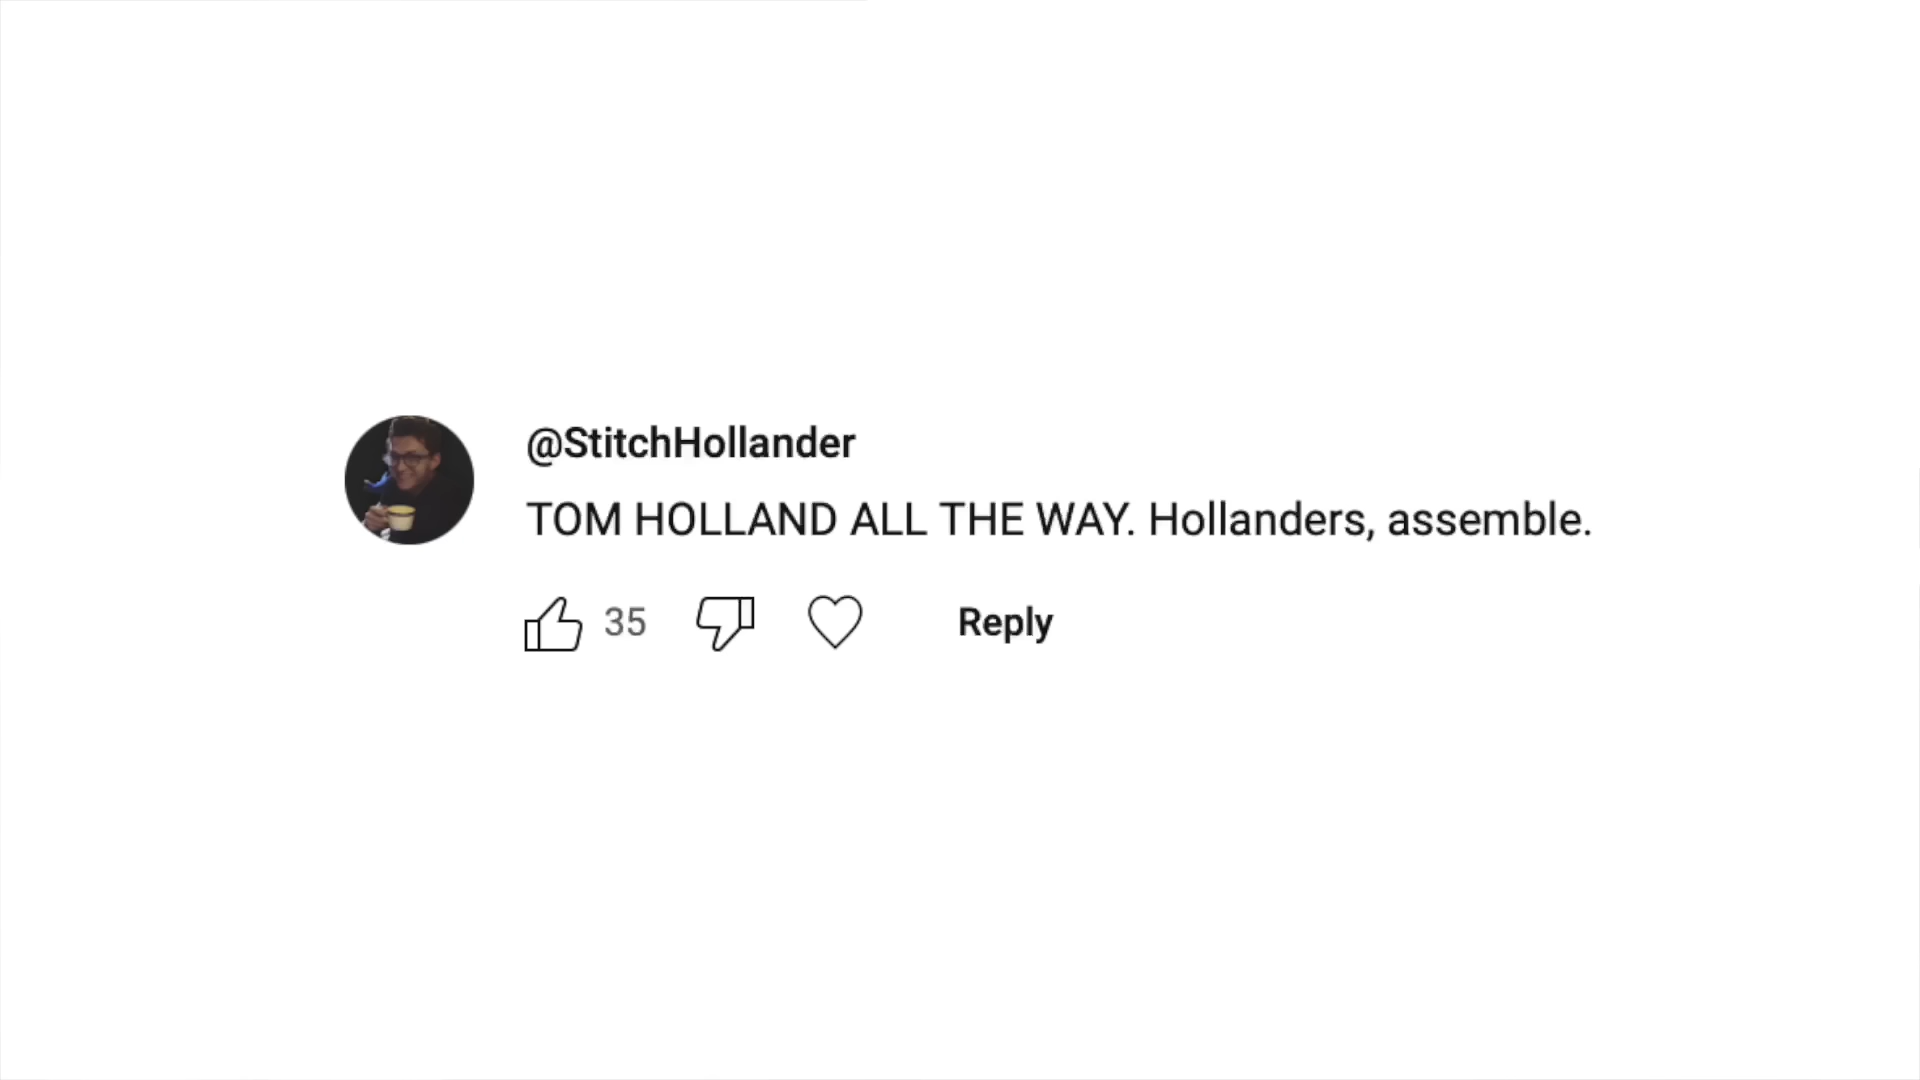 @StitchHollander
TOM HOLLAND ALL THE WAY. Hollanders, assemble.
35 Reply